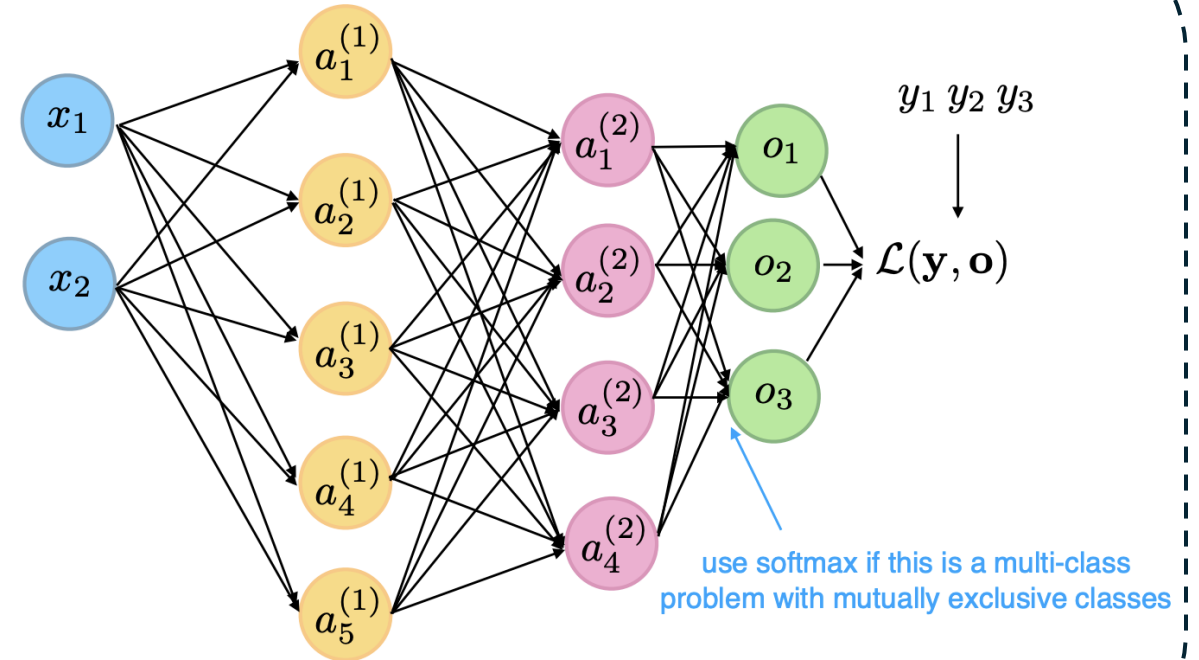 x₁
x₂
a₁⁽¹⁾
a₂⁽¹⁾
a₃⁽¹⁾
a₄⁽¹⁾
a₅⁽¹⁾
a₁⁽²⁾
a₂⁽²⁾
a₃⁽²⁾
a₄⁽²⁾
o₁
o₂
o₃
y₁ y₂ y₃
ℒ(𝐲, 𝐨)
use softmax if this is a multi-class
problem with mutually exclusive classes